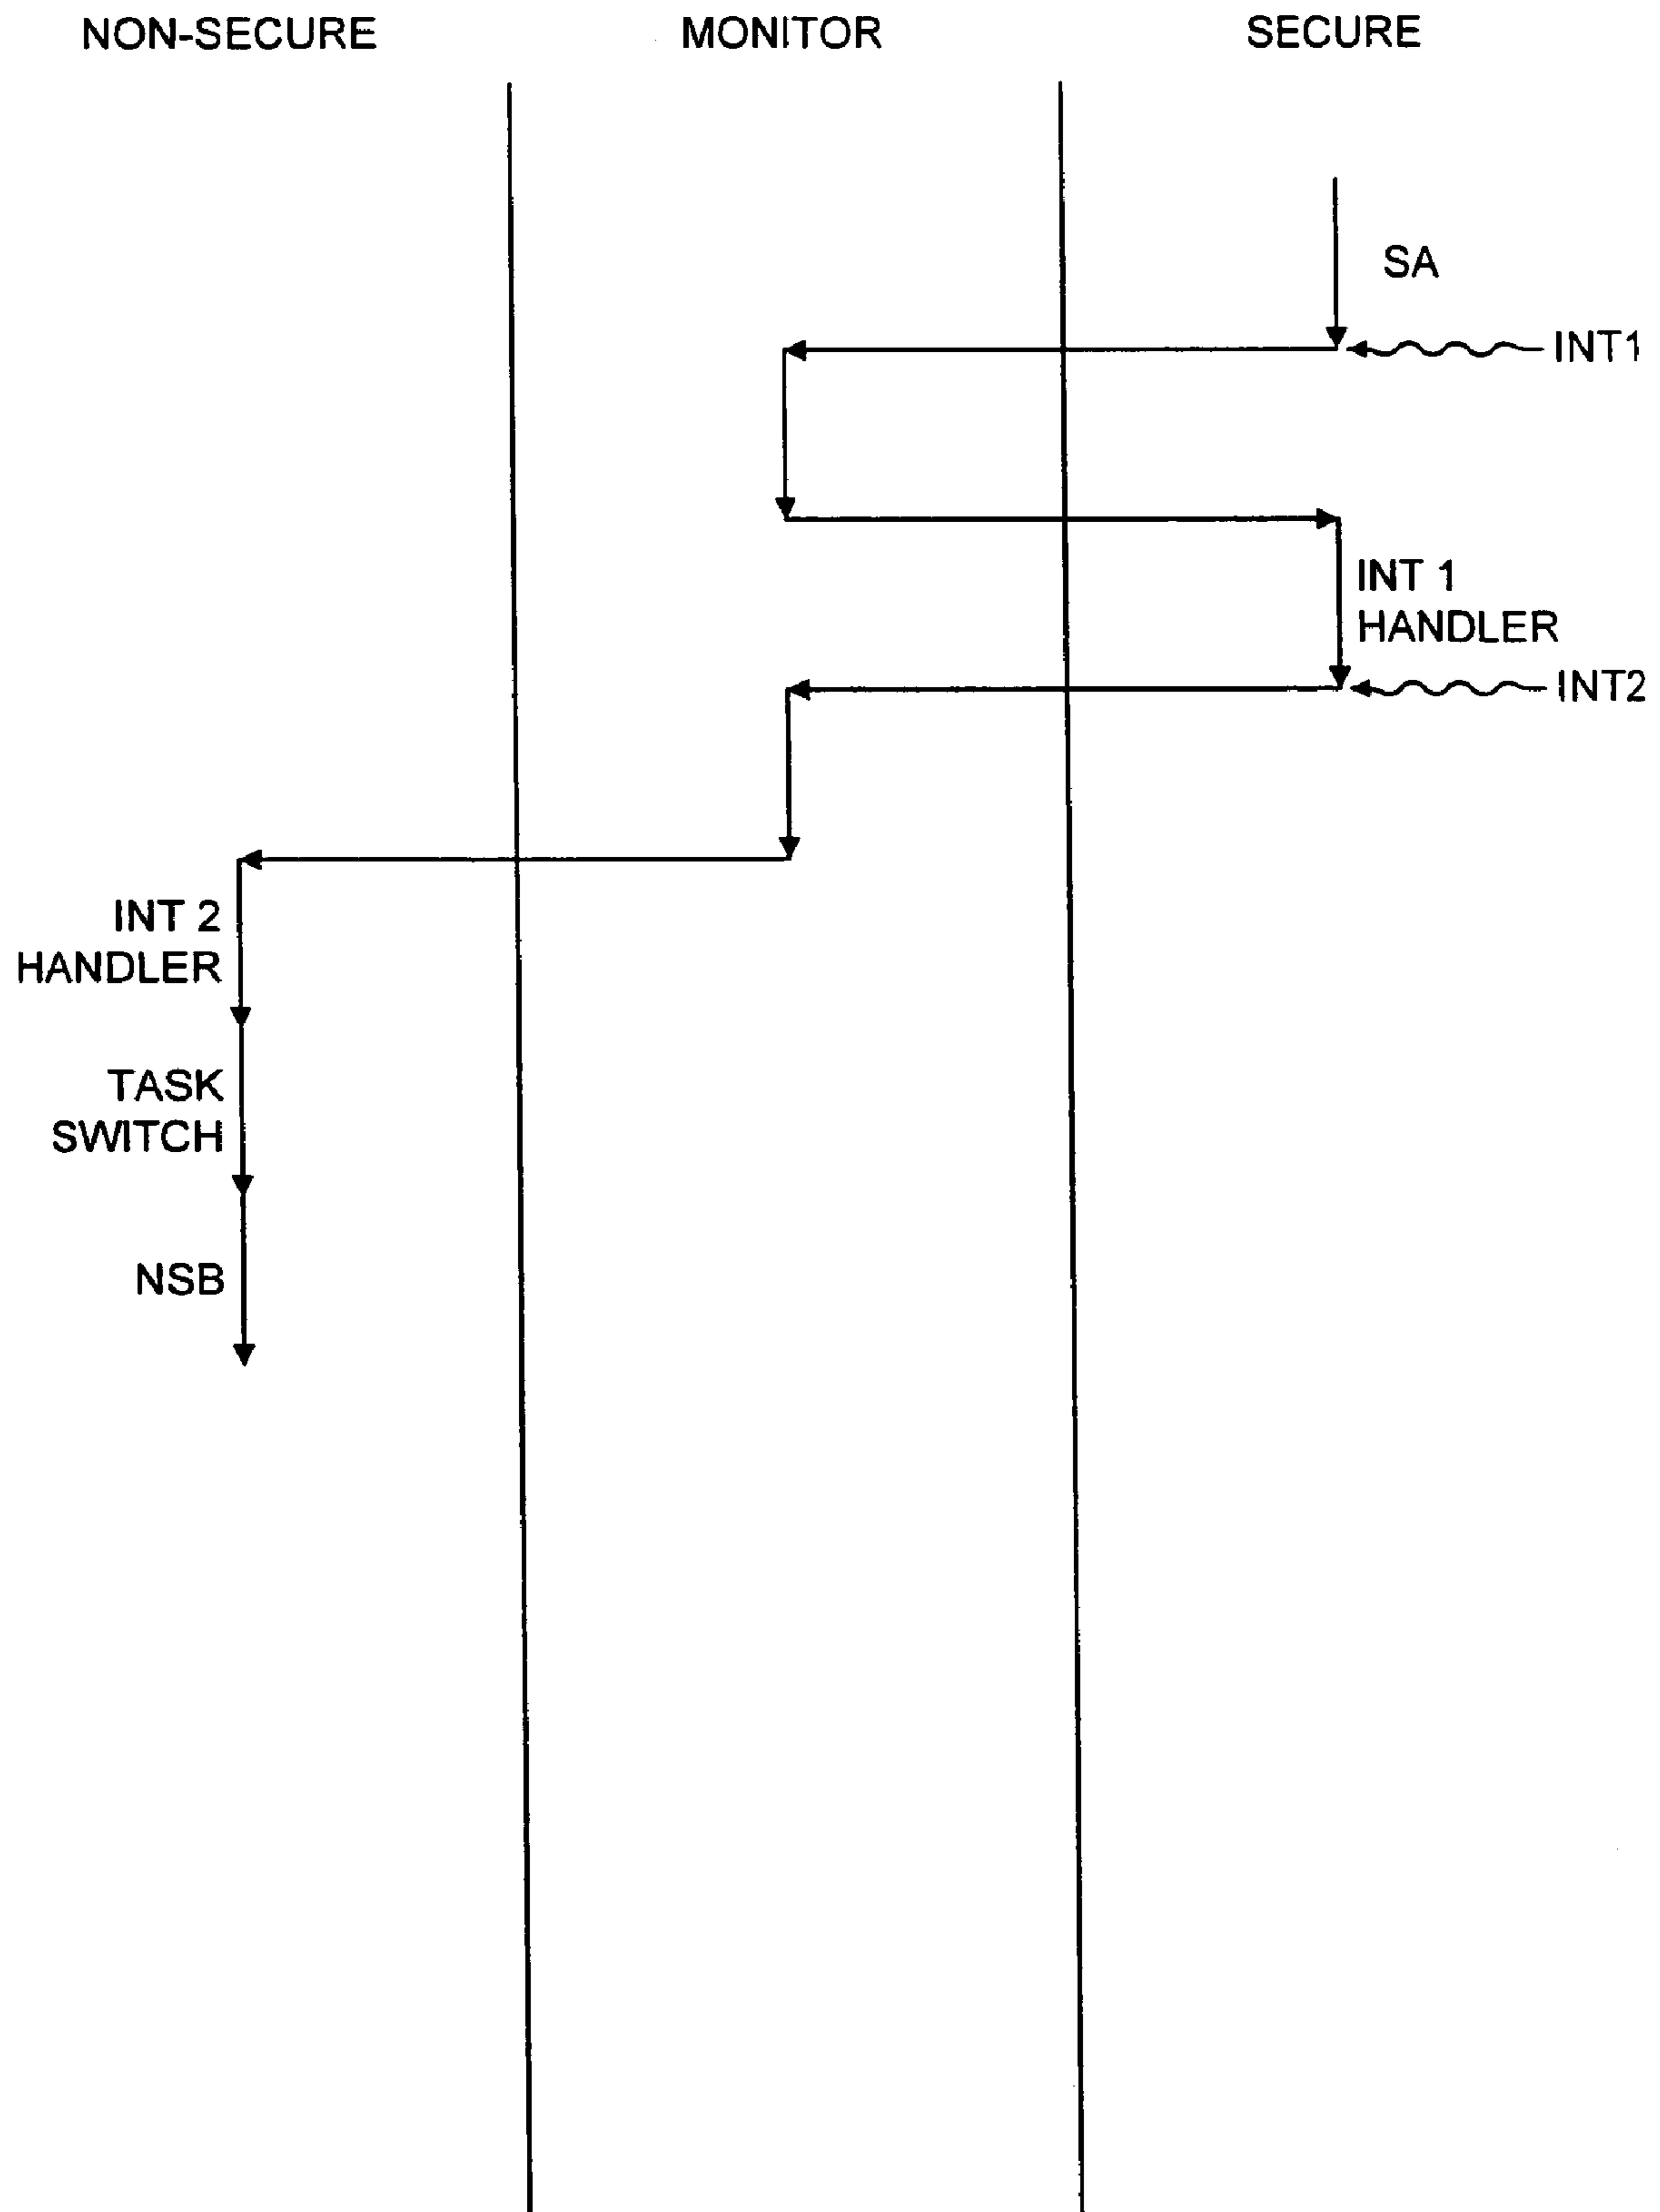 NON-SECURE
MONITOR
SECURE
SA
INT1
INT 1
HANDLER
INT2
INT 2
HANDLER
TASK
SWITCH
NSB